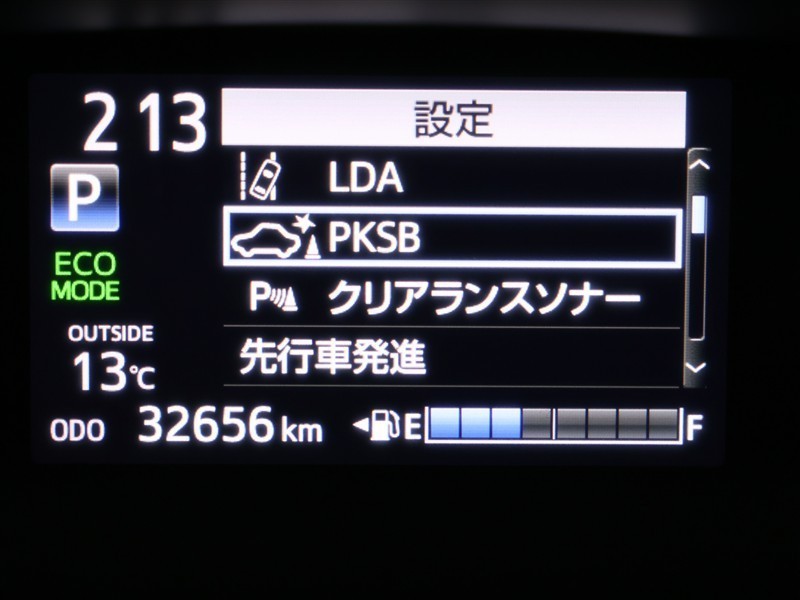 2 13
設定
P
LDA
PKSB
ECO
MODE
P クリアランスソナー
OUTSIDE
13℃
先行車発進
ODO 32656 km
E F